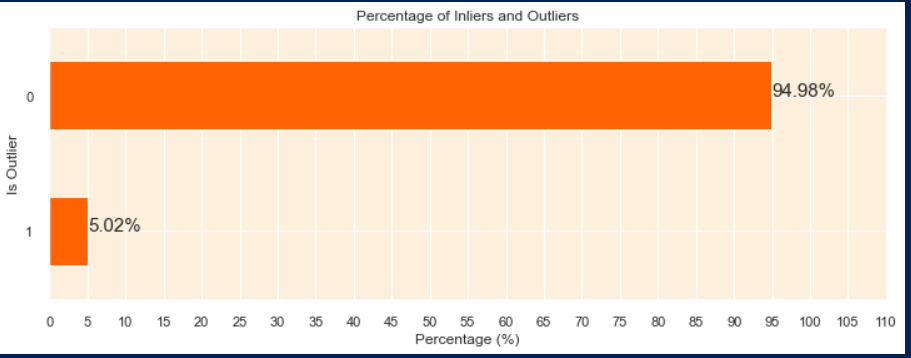 Percentage of Inliers and Outliers
Is Outlier
0
94.98%
1
5.02%
0 5 10 15 20 25 30 35 40 45 50 55 60 65 70 75 80 85 90 95 100 105 110
Percentage (%)